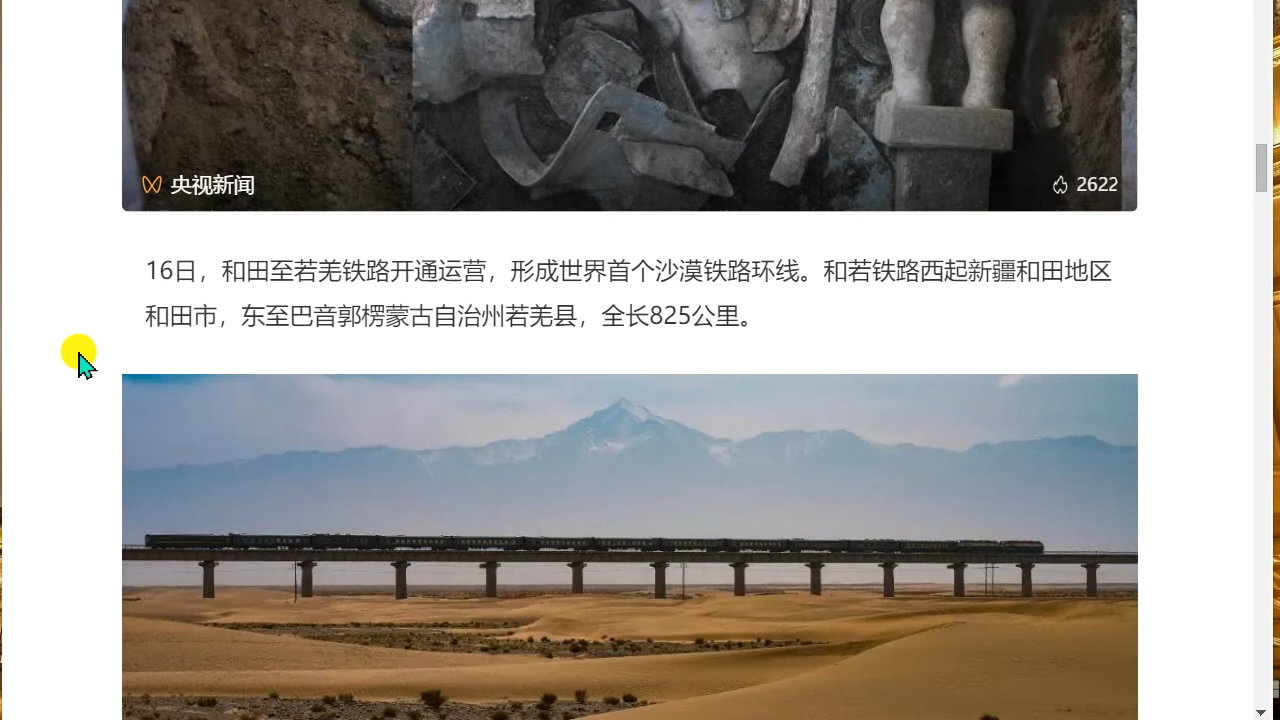 央视新闻
2622
16日，和田至若羌铁路开通运营，形成世界首个沙漠铁路环线。和若铁路西起新疆和田地区
和田市，东至巴音郭楞蒙古自治州若羌县，全长825公里。